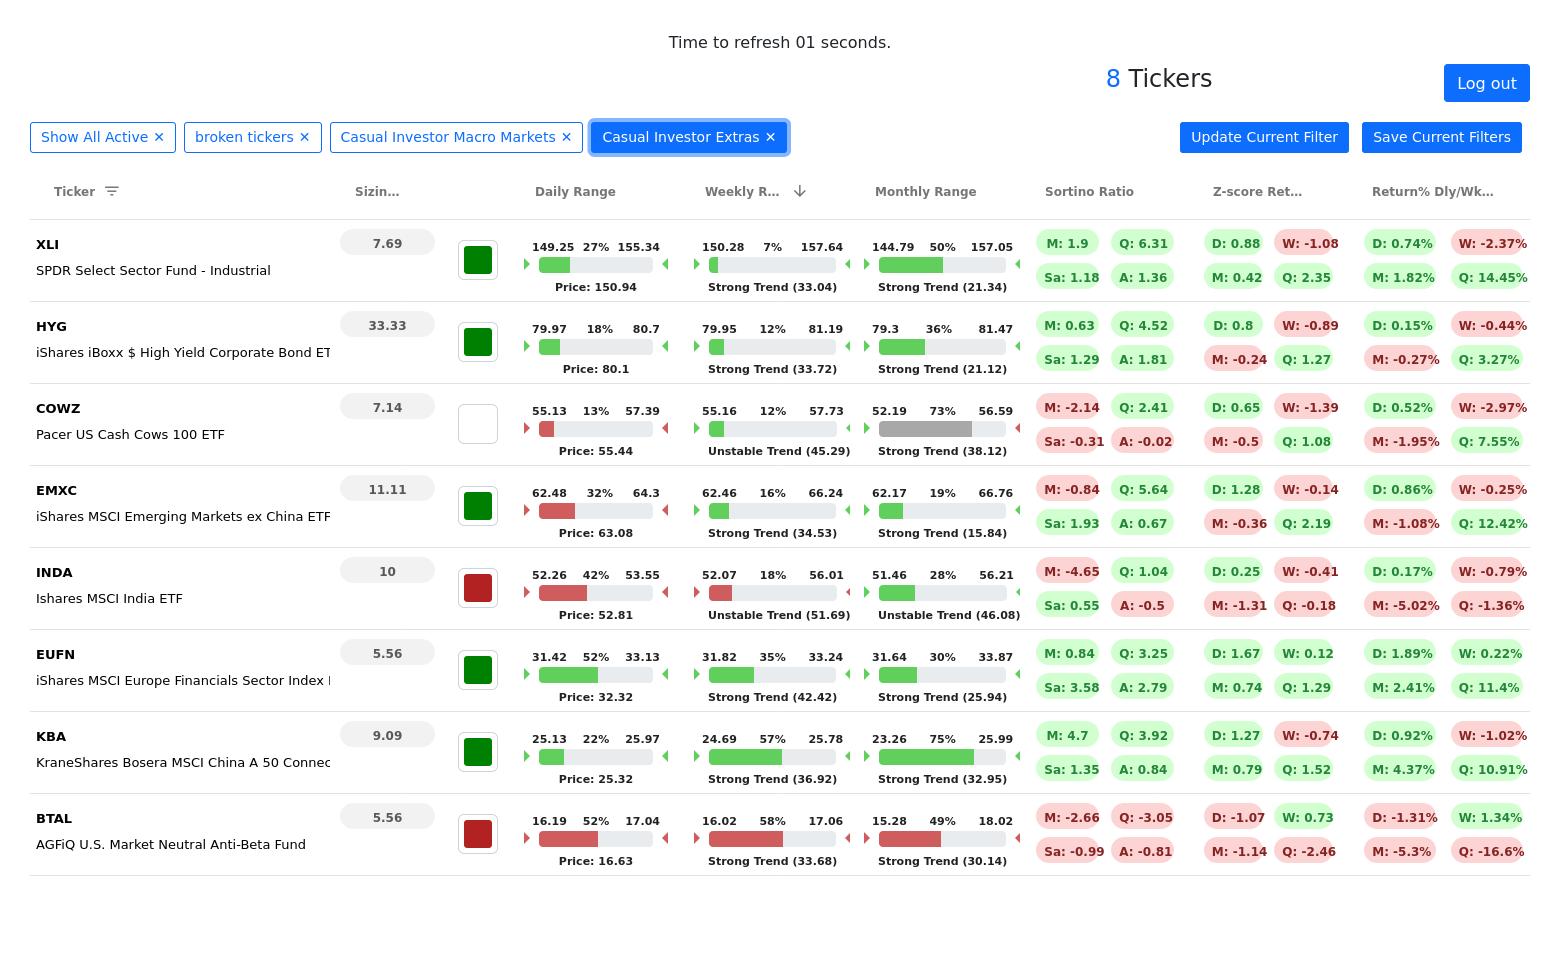 Time to refresh 01 seconds.
8 Tickers
Log out
Show All Active ✕ broken tickers ✕ Casual Investor Macro Markets ✕ Casual Investor Extras ✕ Update Current Filter Save Current Filters
Ticker Sizin… Daily Range Weekly R… Monthly Range Sortino Ratio Z-score Ret… Return% Dly/Wk…
XLI 7.69 149.25 27% 155.34 150.28 7% 157.64 144.79 50% 157.05 M: 1.9 Q: 6.31 D: 0.88 W: -1.08 D: 0.74% W: -2.37%
SPDR Select Sector Fund - Industrial Sa: 1.18 A: 1.36 M: 0.42 Q: 2.35 M: 1.82% Q: 14.45%
Price: 150.94 Strong Trend (33.04) Strong Trend (21.34)
HYG 33.33 79.97 18% 80.7 79.95 12% 81.19 79.3 36% 81.47 M: 0.63 Q: 4.52 D: 0.8 W: -0.89 D: 0.15% W: -0.44%
iShares iBoxx $ High Yield Corporate Bond ET Sa: 1.29 A: 1.81 M: -0.24 Q: 1.27 M: -0.27% Q: 3.27%
Price: 80.1 Strong Trend (33.72) Strong Trend (21.12)
COWZ 7.14 55.13 13% 57.39 55.16 12% 57.73 52.19 73% 56.59 M: -2.14 Q: 2.41 D: 0.65 W: -1.39 D: 0.52% W: -2.97%
Pacer US Cash Cows 100 ETF Sa: -0.31 A: -0.02 M: -0.5 Q: 1.08 M: -1.95% Q: 7.55%
Price: 55.44 Unstable Trend (45.29) Strong Trend (38.12)
EMXC 11.11 62.48 32% 64.3 62.46 16% 66.24 62.17 19% 66.76 M: -0.84 Q: 5.64 D: 1.28 W: -0.14 D: 0.86% W: -0.25%
iShares MSCI Emerging Markets ex China ETF Sa: 1.93 A: 0.67 M: -0.36 Q: 2.19 M: -1.08% Q: 12.42%
Price: 63.08 Strong Trend (34.53) Strong Trend (15.84)
INDA 10 52.26 42% 53.55 52.07 18% 56.01 51.46 28% 56.21 M: -4.65 Q: 1.04 D: 0.25 W: -0.41 D: 0.17% W: -0.79%
Ishares MSCI India ETF Sa: 0.55 A: -0.5 M: -1.31 Q: -0.18 M: -5.02% Q: -1.36%
Price: 52.81 Unstable Trend (51.69) Unstable Trend (46.08)
EUFN 5.56 31.42 52% 33.13 31.82 35% 33.24 31.64 30% 33.87 M: 0.84 Q: 3.25 D: 1.67 W: 0.12 D: 1.89% W: 0.22%
iShares MSCI Europe Financials Sector Index Sa: 3.58 A: 2.79 M: 0.74 Q: 1.29 M: 2.41% Q: 11.4%
Price: 32.32 Strong Trend (42.42) Strong Trend (25.94)
KBA 9.09 25.13 22% 25.97 24.69 57% 25.78 23.26 75% 25.99 M: 4.7 Q: 3.92 D: 1.27 W: -0.74 D: 0.92% W: -1.02%
KraneShares Bosera MSCI China A 50 Connec Sa: 1.35 A: 0.84 M: 0.79 Q: 1.52 M: 4.37% Q: 10.91%
Price: 25.32 Strong Trend (36.92) Strong Trend (32.95)
BTAL 5.56 16.19 52% 17.04 16.02 58% 17.06 15.28 49% 18.02 M: -2.66 Q: -3.05 D: -1.07 W: 0.73 D: -1.31% W: 1.34%
AGFiQ U.S. Market Neutral Anti-Beta Fund Sa: -0.99 A: -0.81 M: -1.14 Q: -2.46 M: -5.3% Q: -16.6%
Price: 16.63 Strong Trend (33.68) Strong Trend (30.14)